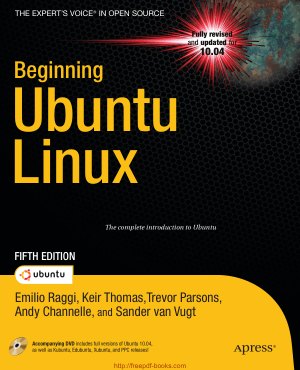 THE EXPERT'S VOICE® IN OPEN SOURCE
Fully revised
and updated for
10.04
Beginning
Ubuntu
Linux
The complete introduction to Ubuntu
FIFTH EDITION
ubuntu
Emilio Raggi, Keir Thomas,Trevor Parsons,
Andy Channelle, and Sander van Vugt
Accompanying DVD includes full versions of Ubuntu 10.04,
as well as Kubuntu, Edubuntu, Xubuntu, and PPC releases!
Apress®
http://freepdf-books.com